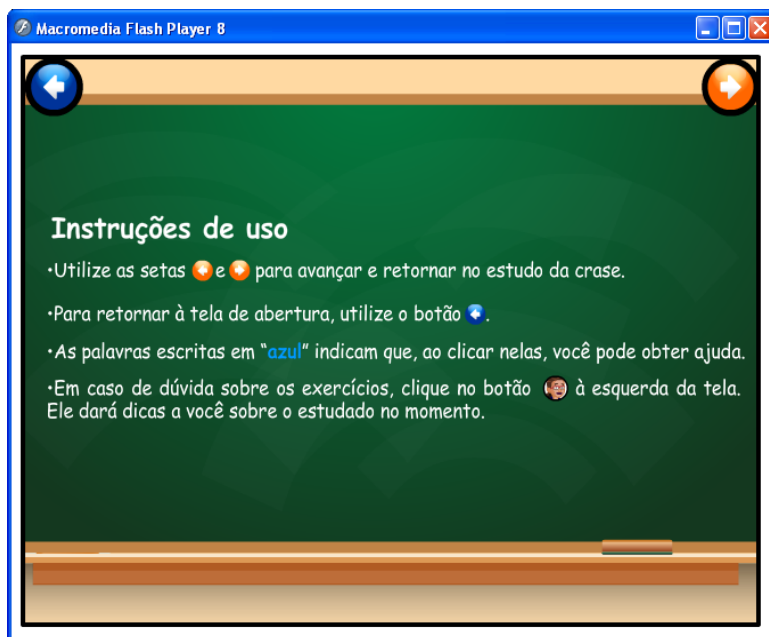 Macromedia Flash Player 8
Instruções de uso
•Utilize as setas e para avançar e retornar no estudo da crase.
•Para retornar à tela de abertura, utilize o botão .
•As palavras escritas em “azul” indicam que, ao clicar nelas, você pode obter ajuda.
•Em caso de dúvida sobre os exercícios, clique no botão à esquerda da tela.
Ele dará dicas a você sobre o estudado no momento.